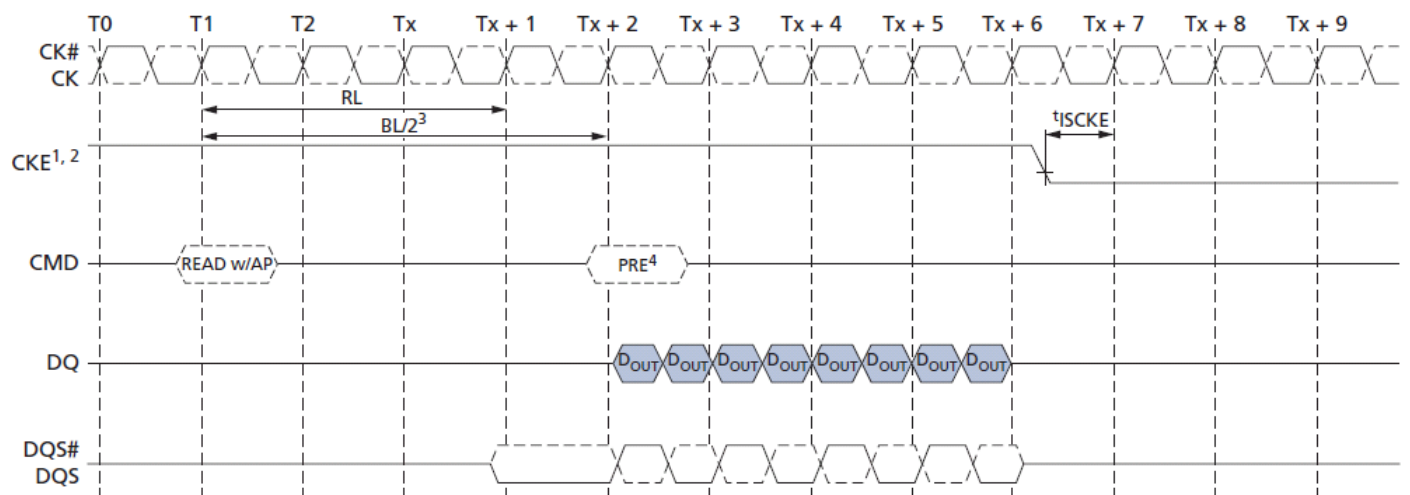 T0 T1 T2 Tx Tx + 1 Tx + 2 Tx + 3 Tx + 4 Tx + 5 Tx + 6 Tx + 7 Tx + 8 Tx + 9
CK#
CK
RL
BL/2³
tISCKE
CKE1, 2
CMD READ w/AP PRE⁴
DQ DOUT DOUT DOUT DOUT DOUT DOUT DOUT DOUT
DQS#
DQS